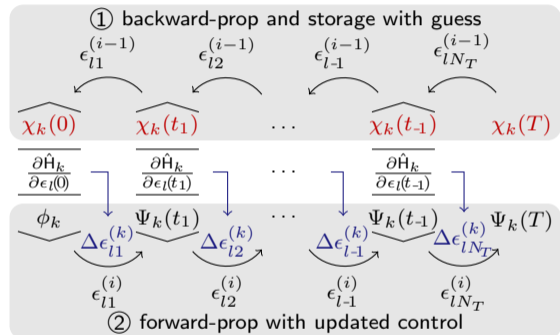 ① backward-prop and storage with guess
ϵ_{l1}^{(i−1)} ϵ_{l2}^{(i−1)} ϵ_{l-1}^{(i−1)} ϵ_{lN_T}^{(i−1)}
χ_k(0) χ_k(t_1) ... χ_k(t_{-1}) χ_k(T)
∂Ĥ_k/∂ϵ_l(0) ∂Ĥ_k/∂ϵ_l(t_1) ... ∂Ĥ_k/∂ϵ_l(t_{-1})
ϕ_k Ψ_k(t_1) ... Ψ_k(t_{-1}) Ψ_k(T)
Δϵ_{l1}^{(k)} Δϵ_{l2}^{(k)} Δϵ_{l-1}^{(k)} Δϵ_{lN_T}^{(k)}
ϵ_{l1}^{(i)} ϵ_{l2}^{(i)} ϵ_{l-1}^{(i)} ϵ_{lN_T}^{(i)}
② forward-prop with updated control